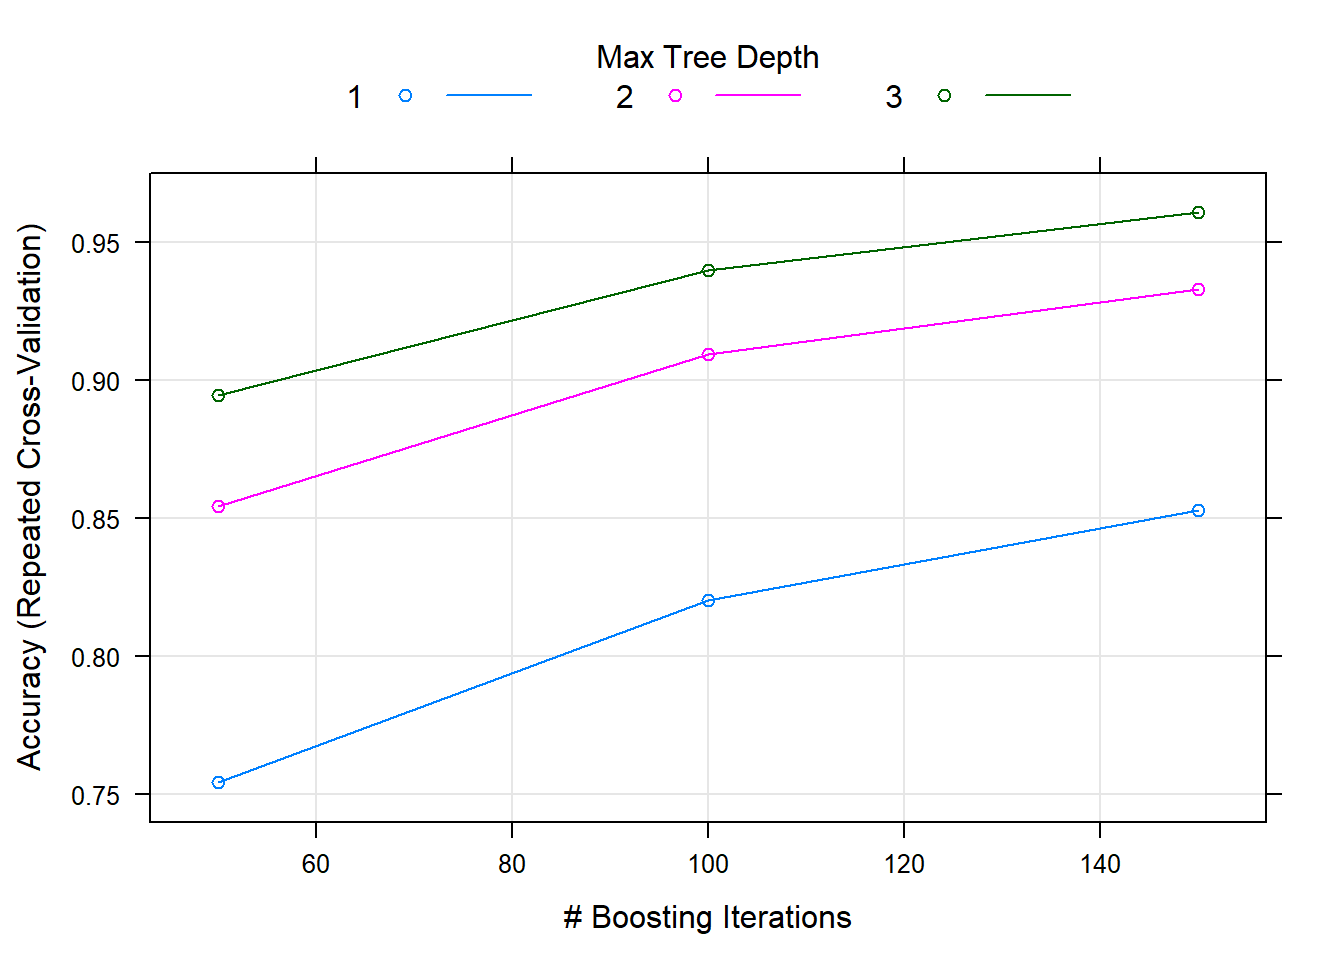 Max Tree Depth
1 2 3
Accuracy (Repeated Cross-Validation)
0.95
0.90
0.85
0.80
0.75
60 80 100 120 140
# Boosting Iterations